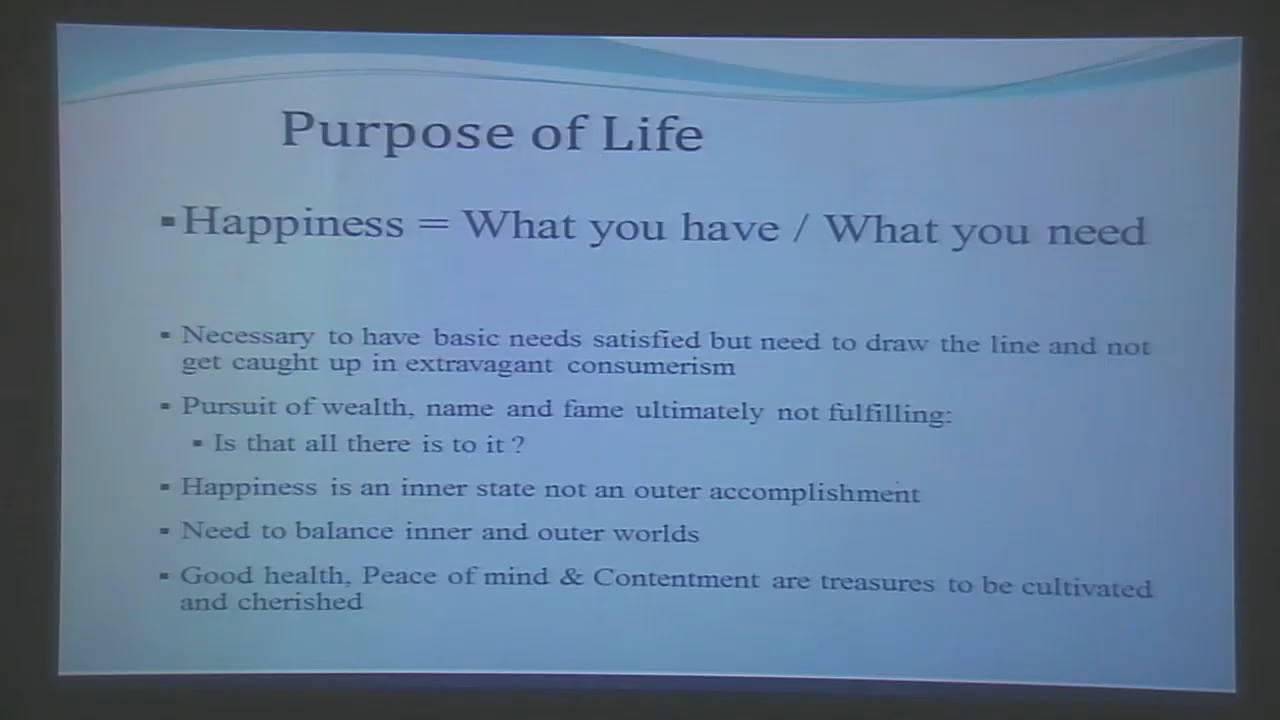 Purpose of Life
▪Happiness = What you have / What you need
▪ Necessary to have basic needs satisfied but need to draw the line and not
get caught up in extravagant consumerism
▪ Pursuit of wealth, name and fame ultimately not fulfilling:
▪ Is that all there is to it ?
▪ Happiness is an inner state not an outer accomplishment
▪ Need to balance inner and outer worlds
▪ Good health, Peace of mind & Contentment are treasures to be cultivated
and cherished